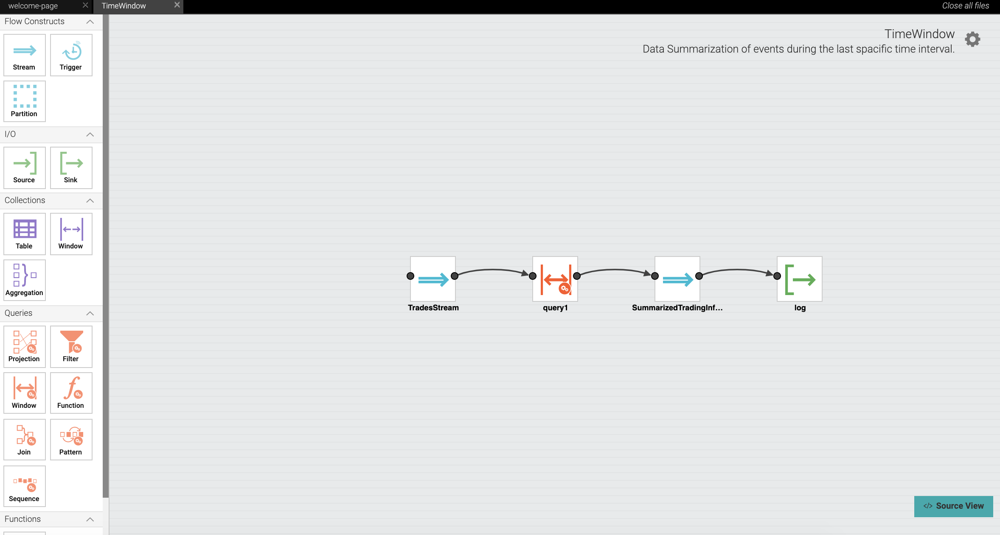 welcome-page
TimeWindow
Close all files
Flow Constructs
Stream
Trigger
Partition
I/O
Source
Sink
Collections
Table
Window
Aggregation
Queries
Projection
Filter
Window
Function
Join
Pattern
Sequence
Functions
TimeWindow
Data Summarization of events during the last spacific time interval.
TradesStream
query1
SummarizedTradingInf...
log
</> Source View